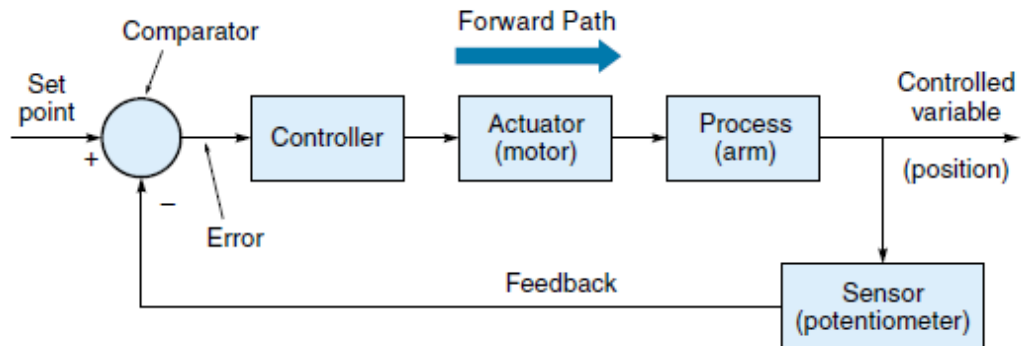 Forward Path
Comparator
Set
point
Controlled
variable
Controller
Actuator
(motor)
Process
(arm)
+
(position)
–
Error
Feedback
Sensor
(potentiometer)